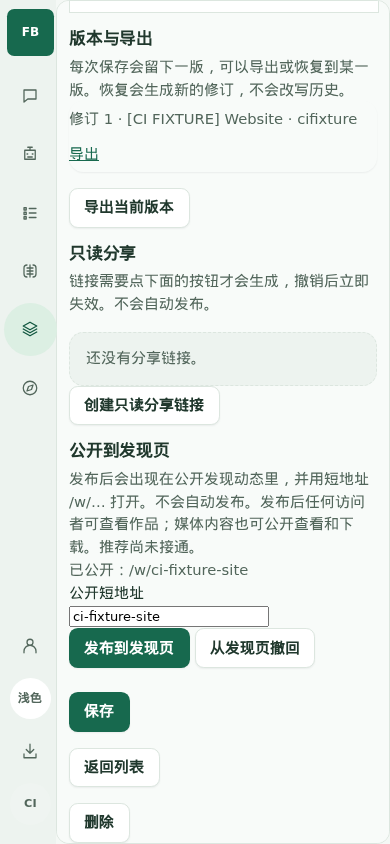 FB
版本与导出
每次保存会留下一版，可以导出或恢复到某一
版。恢复会生成新的修订，不会改写历史。
修订 1 · [CI FIXTURE] Website · cifixture
导出
导出当前版本
只读分享
链接需要点下面的按钮才会生成，撤销后立即
失效。不会自动发布。
还没有分享链接。
创建只读分享链接
公开到发现页
发布后会出现在公开发现动态里，并用短地址
/w/… 打开。不会自动发布。发布后任何访问
者可查看作品；媒体内容也可公开查看和下
载。推荐尚未接通。
已公开：/w/ci-fixture-site
公开短地址
ci-fixture-site
发布到发现页 从发现页撤回
保存
返回列表
删除
浅色
CI